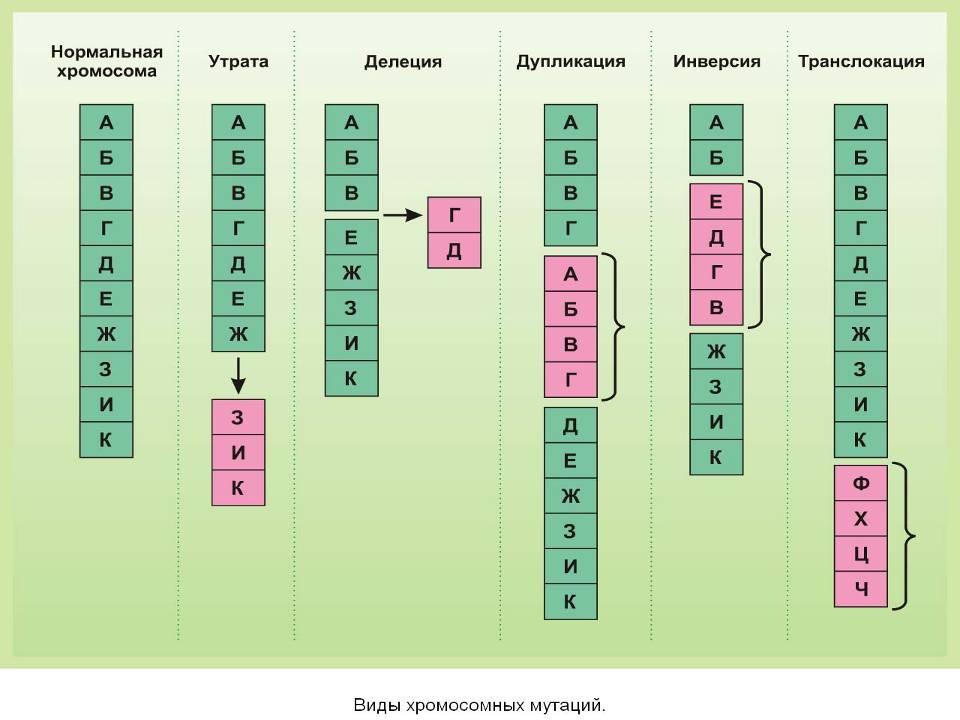 Нормальная
хромосома
А
Б
В
Г
Д
Е
Ж
З
И
К
Утрата
А
Б
В
Г
Д
Е
Ж
З
И
К
Делеция
А
Б
В
Е
Ж
З
И
К
Г
Д
Дупликация
А
Б
В
Г
А
Б
В
Г
Д
Е
Ж
З
И
К
Инверсия
А
Б
Е
Д
Г
В
Ж
З
И
К
Транслокация
А
Б
В
Г
Д
Е
Ж
З
И
К
Ф
Х
Ц
Ч
Виды хромосомных мутаций.